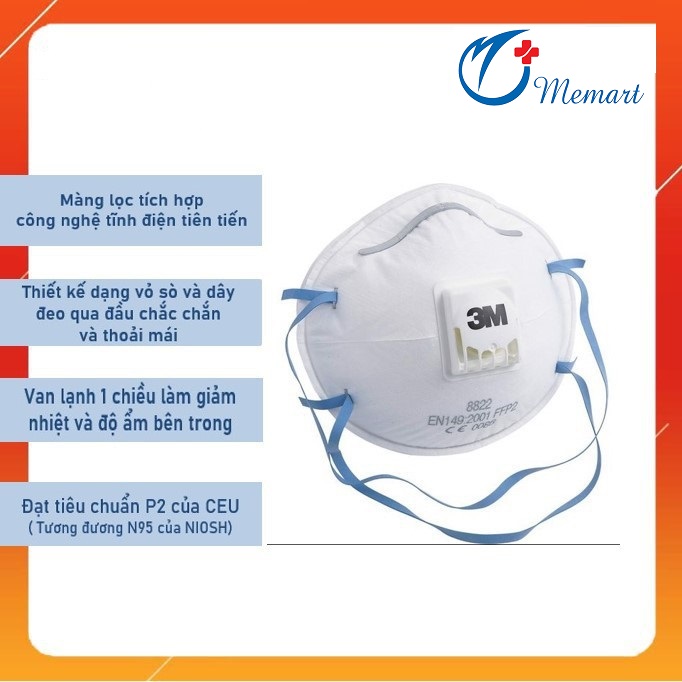 Memart
Màng lọc tích hợp
công nghệ tĩnh điện tiên tiến
Thiết kế dạng vỏ sò và dây
đeo qua đầu chắc chắn
và thoải mái
Van lạnh 1 chiều làm giảm
nhiệt và độ ẩm bên trong
Đạt tiêu chuẩn P2 của CEU
( Tương đương N95 của NIOSH)
3M
8822
EN149:2001 FFP2
CE 0086